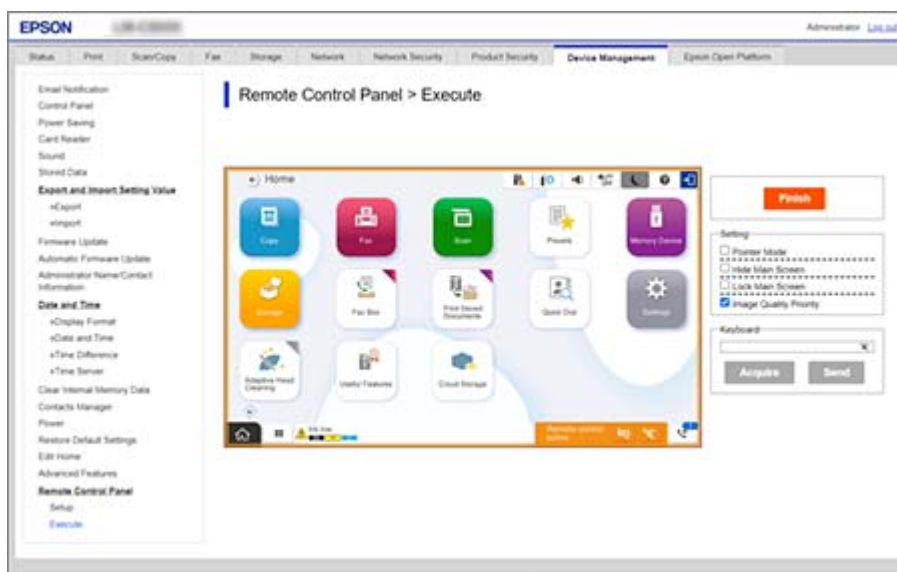 EPSON
Administrator Log out
Status Print Scan/Copy Fax Storage Network Network Security Product Security Device Management Epson Open Platform
Email Notification
Control Panel
Power Saving
Card Reader
Sound
Stored Data
Export and Import Setting Value
»Export
»Import
Firmware Update
Automatic Firmware Update
Administrator Name/Contact
Information
Date and Time
»Display Format
»Date and Time
»Time Difference
»Time Server
Clear Internal Memory Data
Contacts Manager
Power
Restore Default Settings
Edit Home
Advanced Features
Remote Control Panel
Setup
Execute
Remote Control Panel > Execute
Home
Copy Fax Scan Presets Memory Device
Storage Fax Box Print Saved
Documents Quick Dial Settings
Adaptive Head
Cleaning Useful Features Cloud Storage
Remote control
active
Finish
Setting
Pointer Mode
Hide Main Screen
Lock Main Screen
Image Quality Priority
Keyboard
Acquire Send